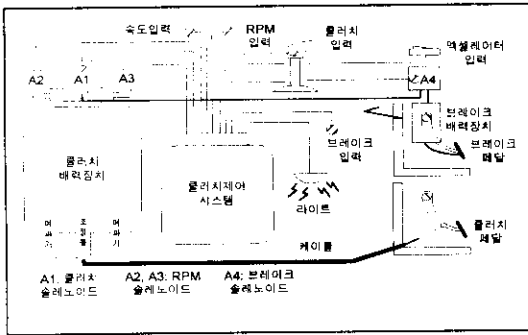 속도입력
RPM
입력
클러치
입력
엑셀레이터
입력
A2
A1
A3
A4
브레이크
배력장치
브레이크
페달
브레이크
입력
클러치
배력장치
클러치제어
시스템
라이트
클러치
페달
케이블
A1: 클러치
솔레노이드
A2, A3: RPM
솔레노이드
A4: 브레이크
솔레노이드